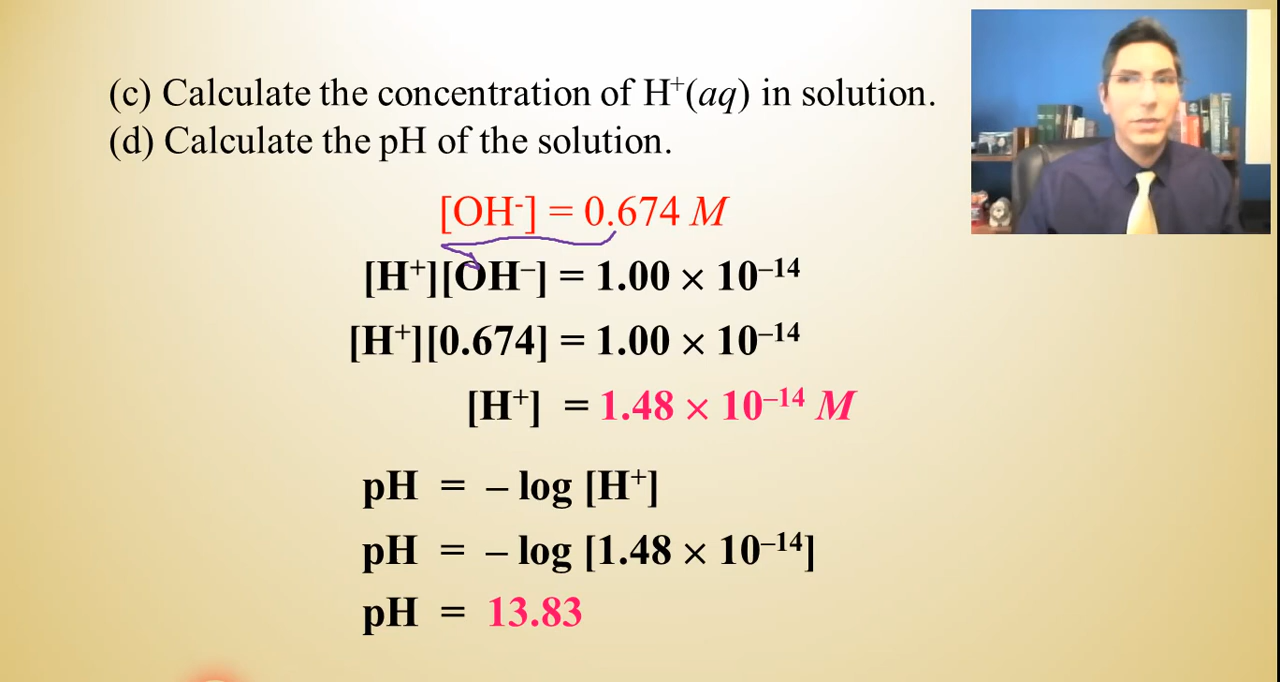 (c) Calculate the concentration of H⁺(aq) in solution.
(d) Calculate the pH of the solution.
[OH⁻] = 0.674 M
[H⁺][OH⁻] = 1.00 × 10⁻¹⁴
[H⁺][0.674] = 1.00 × 10⁻¹⁴
[H⁺] = 1.48 × 10⁻¹⁴ M
pH = – log [H⁺]
pH = – log [1.48 × 10⁻¹⁴]
pH = 13.83